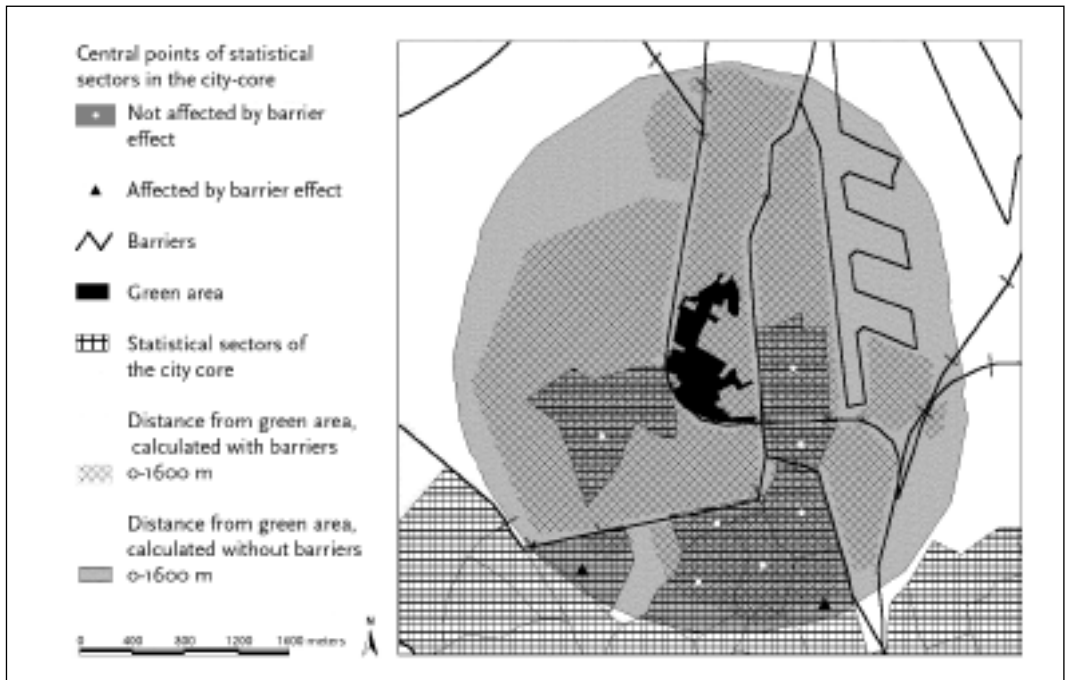 Central points of statistical
sectors in the city-core
Not affected by barrier
effect
Affected by barrier effect
Barriers
Green area
Statistical sectors of
the city core
Distance from green area,
calculated with barriers
0-1600 m
Distance from green area,
calculated without barriers
0-1600 m
0 400 800 1200 1600 meters
N